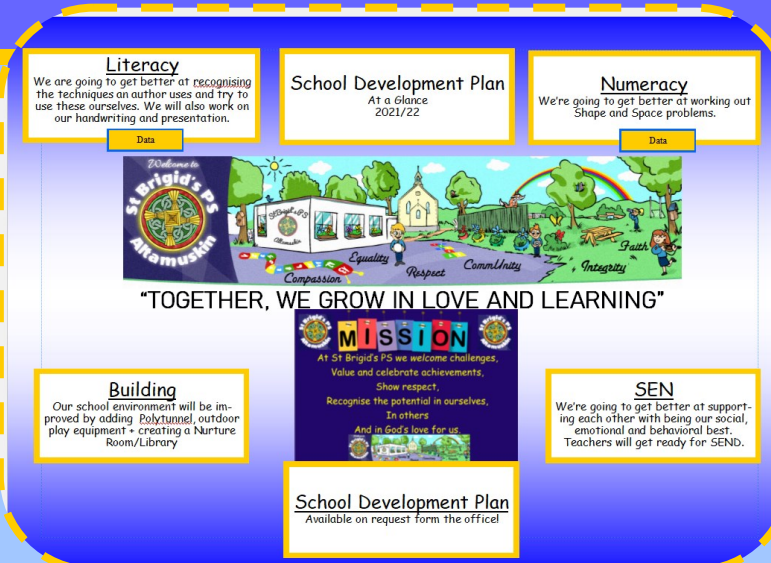 Literacy
We are going to get better at recognising
the techniques an author uses and try to
use these ourselves. We will also work on
our handwriting and presentation.
Data
School Development Plan
At a Glance
2021/22
Numeracy
We're going to get better at working out
Shape and Space problems.
Data
Welcome to
St Brigid's PS
Altamuskin
St Brigid's PS
Altamuskin
Compassion
Equality
Respect
CommUnity
Integrity
Faith
"TOGETHER, WE GROW IN LOVE AND LEARNING"
MISSION
At St Brigid's PS we welcome challenges,
Value and celebrate achievements,
Show respect,
Recognise the potential in ourselves,
In others
And in God's love for us.
Building
Our school environment will be im-
proved by adding Polytunnel, outdoor
play equipment + creating a Nurture
Room/Library
SEN
We're going to get better at support-
ing each other with being our social,
emotional and behavioral best.
Teachers will get ready for SEND.
School Development Plan
Available on request form the office!